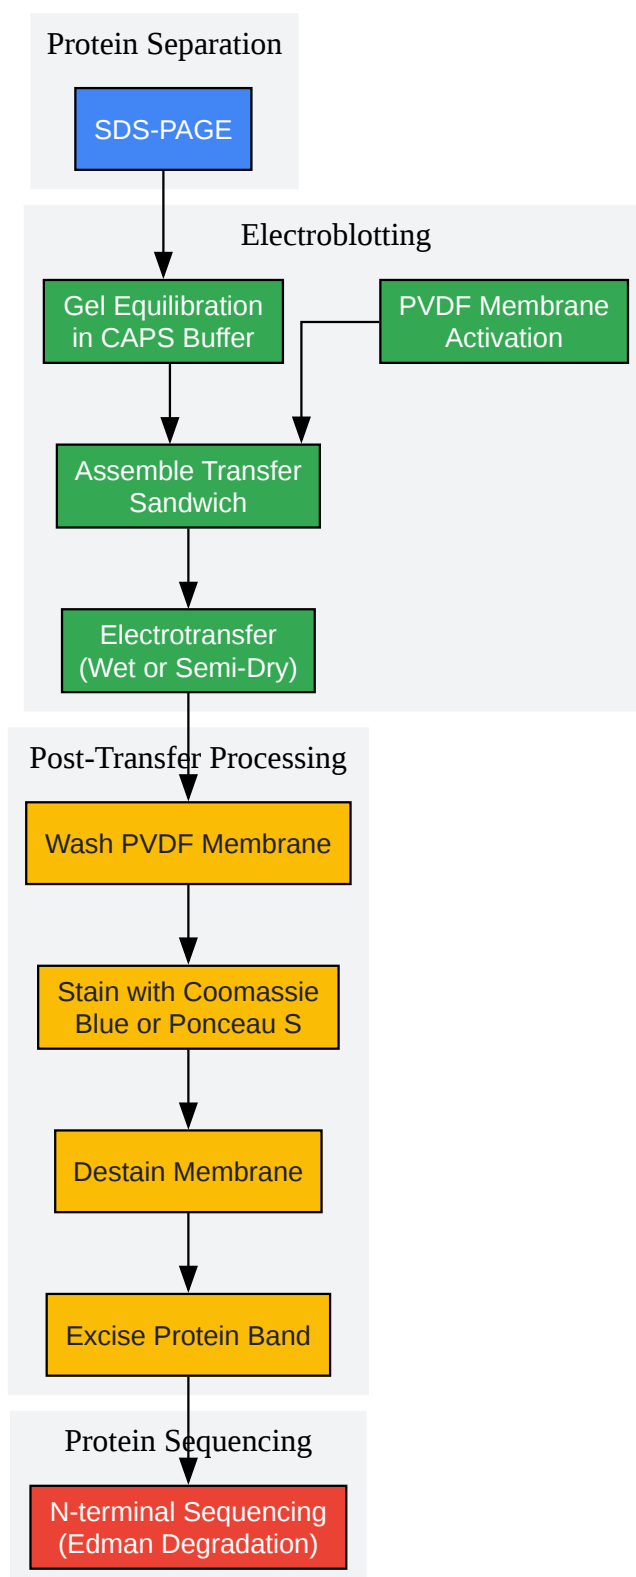 Protein Separation
SDS-PAGE
Electroblotting
Gel Equilibration
in CAPS Buffer
PVDF Membrane
Activation
Assemble Transfer
Sandwich
Electrotransfer
(Wet or Semi-Dry)
Post-Transfer Processing
Wash PVDF Membrane
Stain with Coomassie
Blue or Ponceau S
Destain Membrane
Excise Protein Band
Protein Sequencing
N-terminal Sequencing
(Edman Degradation)